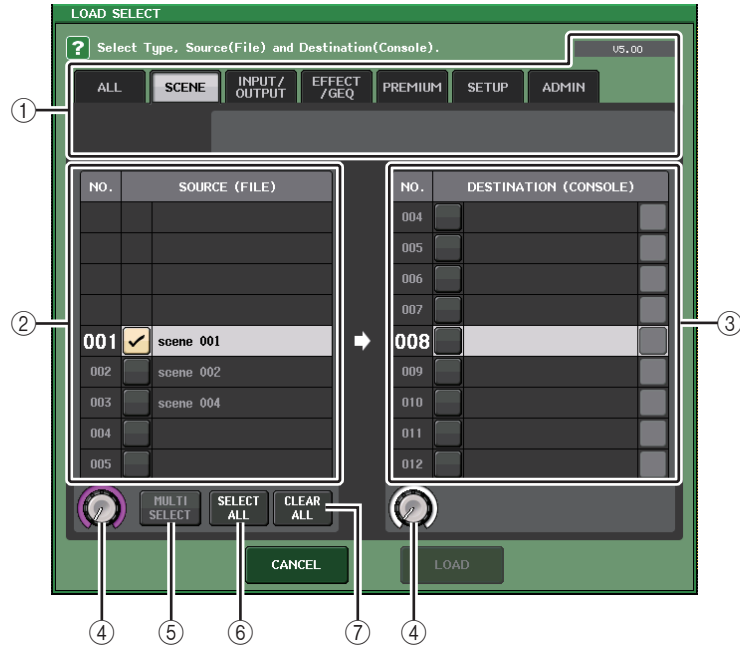 LOAD SELECT
? Select Type, Source(File) and Destination(Console).
V5.00
ALL SCENE INPUT/ OUTPUT EFFECT /GEQ PREMIUM SETUP ADMIN
①
NO. SOURCE (FILE)
001 scene 001
002 scene 002
003 scene 004
004
005
②
NO. DESTINATION (CONSOLE)
004
005
006
007
008
009
010
011
012
③
MULTI SELECT
SELECT ALL
CLEAR ALL
CANCEL
LOAD
④ ⑤ ⑥ ⑦ ④